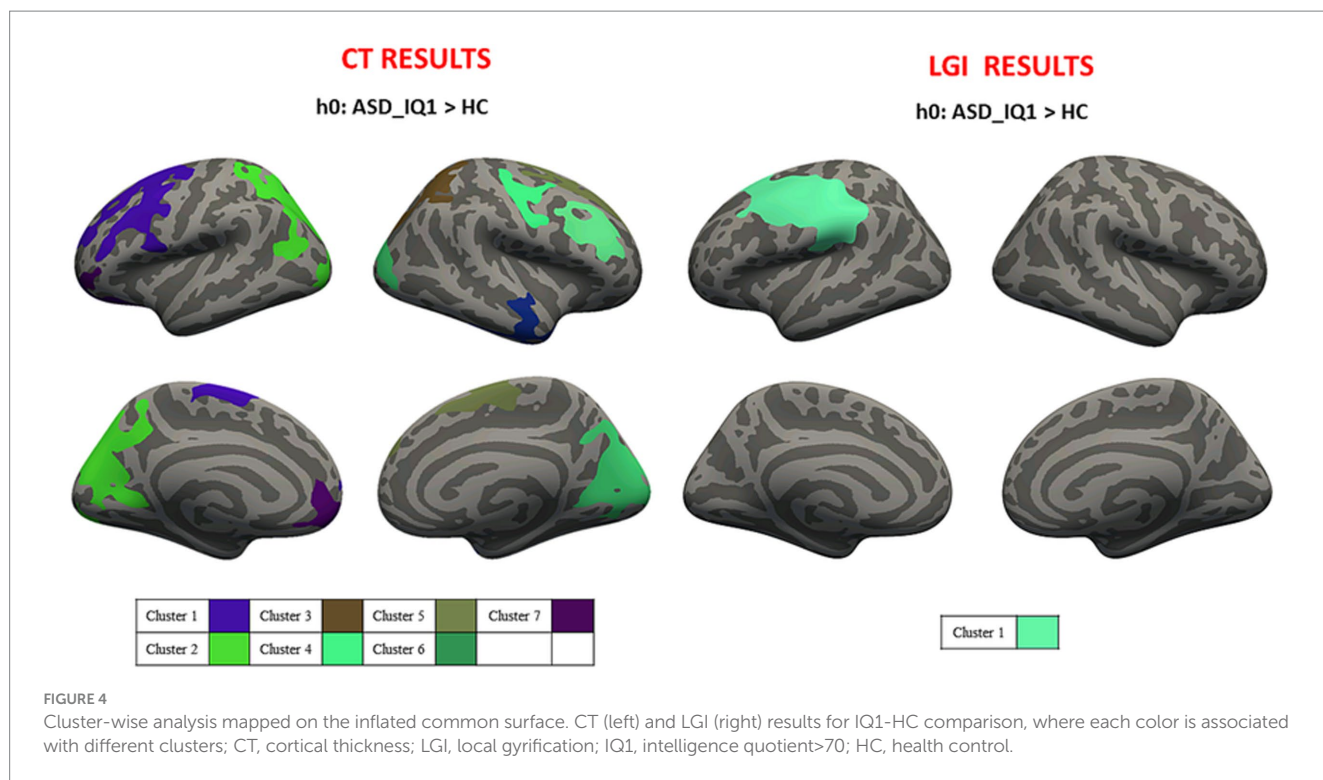 CT RESULTS
h0: ASD_IQ1 > HC
LGI RESULTS
h0: ASD_IQ1 > HC
Cluster 1 Cluster 3 Cluster 5 Cluster 7
Cluster 2 Cluster 4 Cluster 6
Cluster 1
FIGURE 4
Cluster-wise analysis mapped on the inflated common surface. CT (left) and LGI (right) results for IQ1-HC comparison, where each color is associated
with different clusters; CT, cortical thickness; LGI, local gyrification; IQ1, intelligence quotient>70; HC, health control.